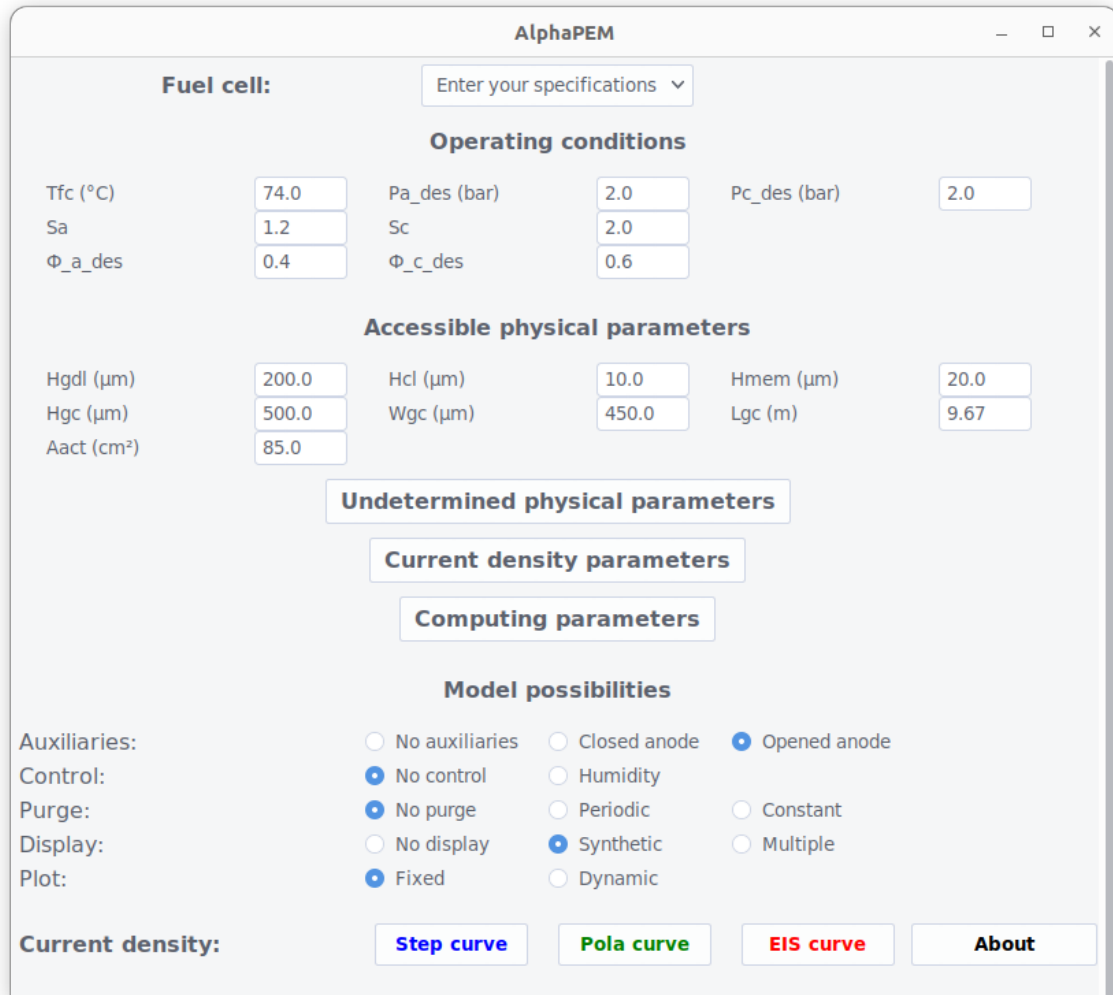 AlphaPEM
Fuel cell: Enter your specifications
Operating conditions
Tfc (°C) 74.0 Pa_des (bar) 2.0 Pc_des (bar) 2.0
Sa 1.2 Sc 2.0
Φ_a_des 0.4 Φ_c_des 0.6
Accessible physical parameters
Hgdl (μm) 200.0 Hcl (μm) 10.0 Hmem (μm) 20.0
Hgc (μm) 500.0 Wgc (μm) 450.0 Lgc (m) 9.67
Aact (cm²) 85.0
Undetermined physical parameters
Current density parameters
Computing parameters
Model possibilities
Auxiliaries: No auxiliaries Closed anode Opened anode
Control: No control Humidity
Purge: No purge Periodic Constant
Display: No display Synthetic Multiple
Plot: Fixed Dynamic
Current density: Step curve Pola curve EIS curve About